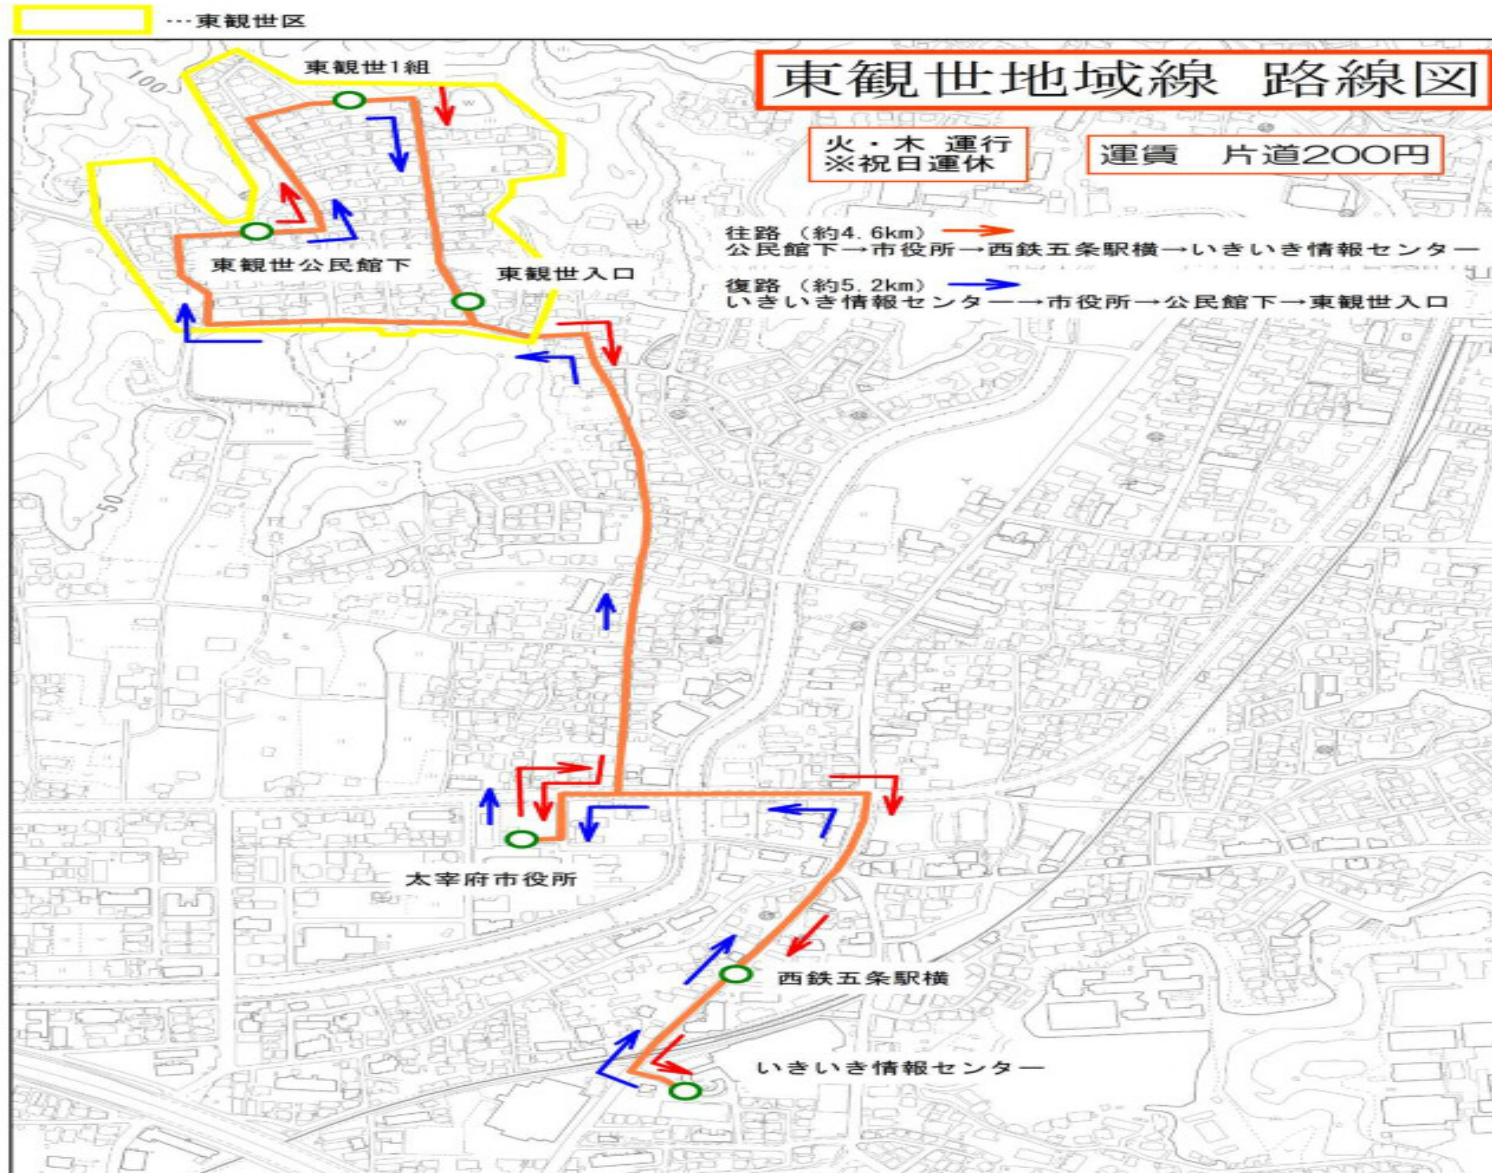 …東観世区
東観世地域線 路線図
東観世1組
火・木 運行
※祝日運休
運賃 片道200円
100
往路（約4.6km）
公民館下→市役所→西鉄五条駅横→いきいき情報センター
東観世公民館下
東観世入口
復路（約5.2km）
いきいき情報センター→市役所→公民館下→東観世入口
50
太宰府市役所
西鉄五条駅横
いきいき情報センター